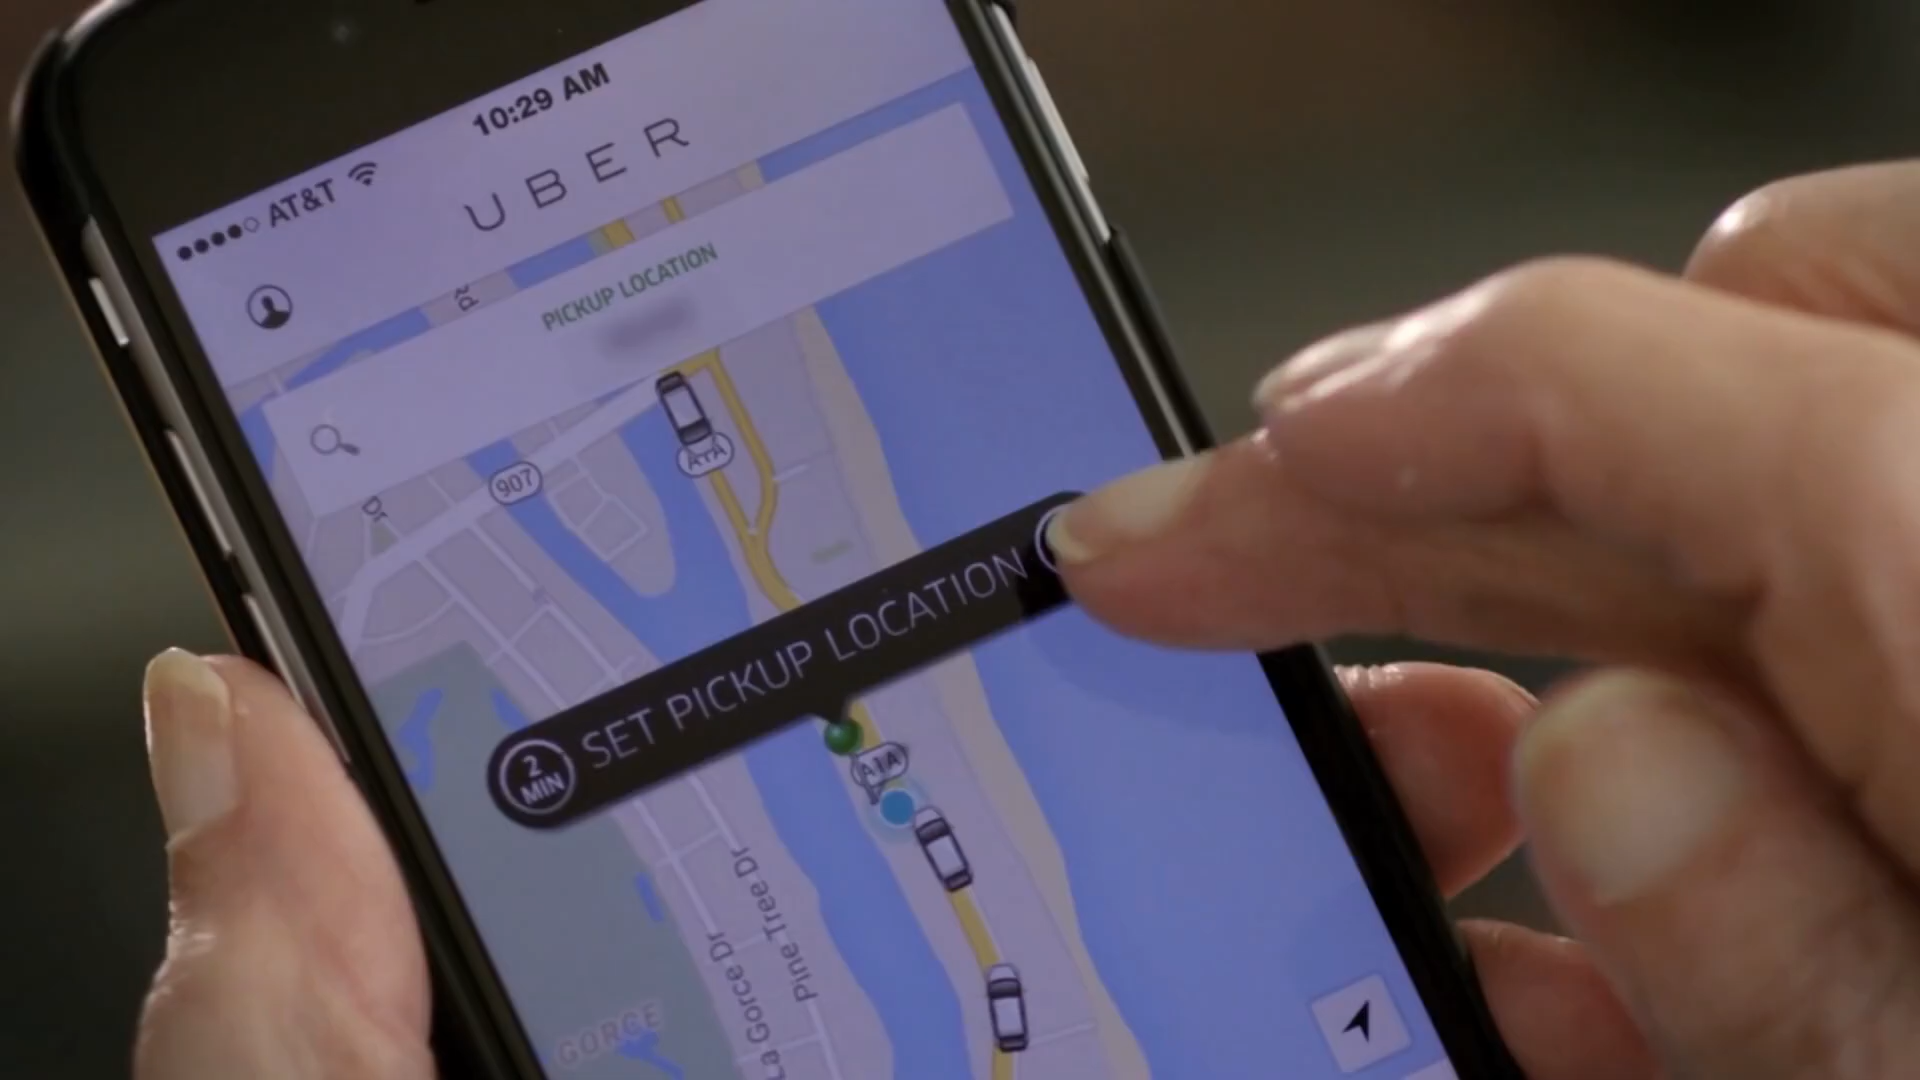 10:29 AM
AT&T
UBER
PICKUP LOCATION
Dr
907
A1A
SET PICKUP LOCATION
2
MIN
A1A
Pine Tree Dr
La Gorce Dr
GORCE